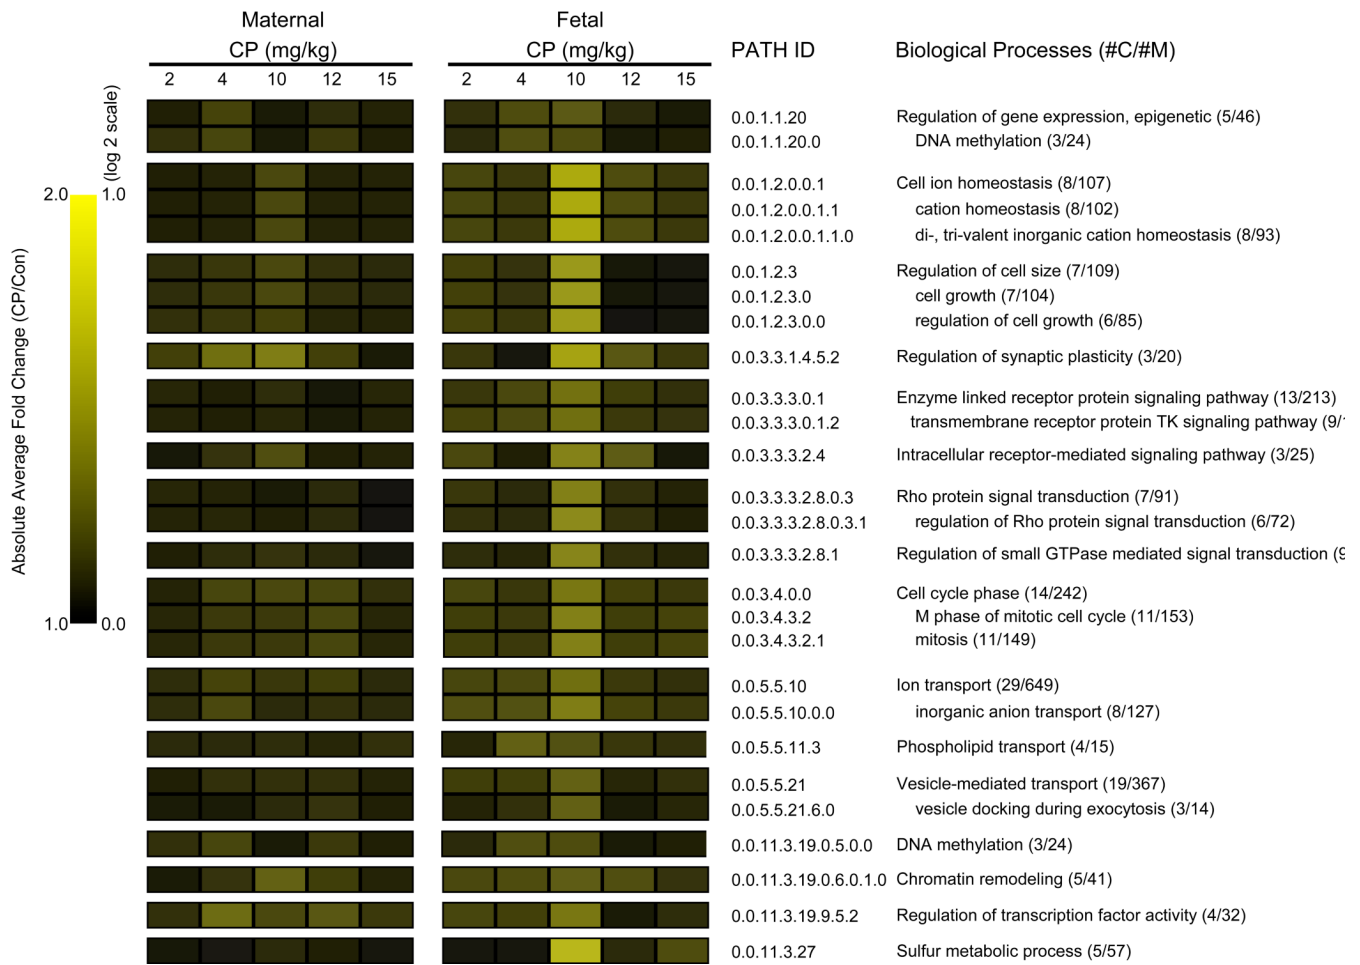 Maternal Fetal
CP (mg/kg) CP (mg/kg) PATH ID Biological Processes (#C/#M)
2 4 10 12 15 2 4 10 12 15
(log 2 scale)
2.0 1.0
Absolute Average Fold Change (CP/Con)
1.0 0.0
0.0.1.1.20 Regulation of gene expression, epigenetic (5/46)
0.0.1.1.20.0 DNA methylation (3/24)
0.0.1.2.0.0.1 Cell ion homeostasis (8/107)
0.0.1.2.0.0.1.1 cation homeostasis (8/102)
0.0.1.2.0.0.1.1.0 di-, tri-valent inorganic cation homeostasis (8/93)
0.0.1.2.3 Regulation of cell size (7/109)
0.0.1.2.3.0 cell growth (7/104)
0.0.1.2.3.0.0 regulation of cell growth (6/85)
0.0.3.3.1.4.5.2 Regulation of synaptic plasticity (3/20)
0.0.3.3.3.0.1 Enzyme linked receptor protein signaling pathway (13/213)
0.0.3.3.3.0.1.2 transmembrane receptor protein TK signaling pathway (9/
0.0.3.3.3.2.4 Intracellular receptor-mediated signaling pathway (3/25)
0.0.3.3.3.2.8.0.3 Rho protein signal transduction (7/91)
0.0.3.3.3.2.8.0.3.1 regulation of Rho protein signal transduction (6/72)
0.0.3.3.3.2.8.1 Regulation of small GTPase mediated signal transduction (9
0.0.3.4.0.0 Cell cycle phase (14/242)
0.0.3.4.3.2 M phase of mitotic cell cycle (11/153)
0.0.3.4.3.2.1 mitosis (11/149)
0.0.5.5.10 Ion transport (29/649)
0.0.5.5.10.0.0 inorganic anion transport (8/127)
0.0.5.5.11.3 Phospholipid transport (4/15)
0.0.5.5.21 Vesicle-mediated transport (19/367)
0.0.5.5.21.6.0 vesicle docking during exocytosis (3/14)
0.0.11.3.19.0.5.0.0 DNA methylation (3/24)
0.0.11.3.19.0.6.0.1.0 Chromatin remodeling (5/41)
0.0.11.3.19.9.5.2 Regulation of transcription factor activity (4/32)
0.0.11.3.27 Sulfur metabolic process (5/57)